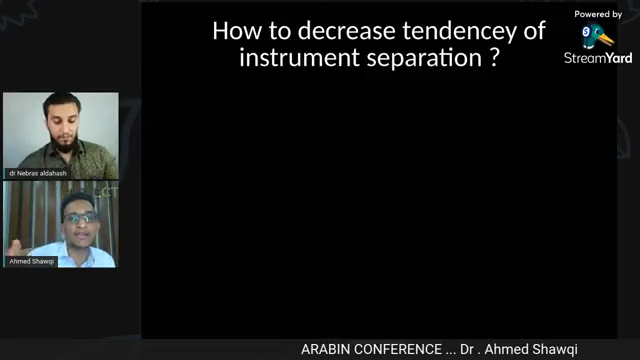 How to decrease tendencey of
instrument separation ?
Powered by
StreamYard
dr Nebras aldahash
Ahmed Shawqi
ARABIN CONFERENCE ... Dr . Ahmed Shawqi